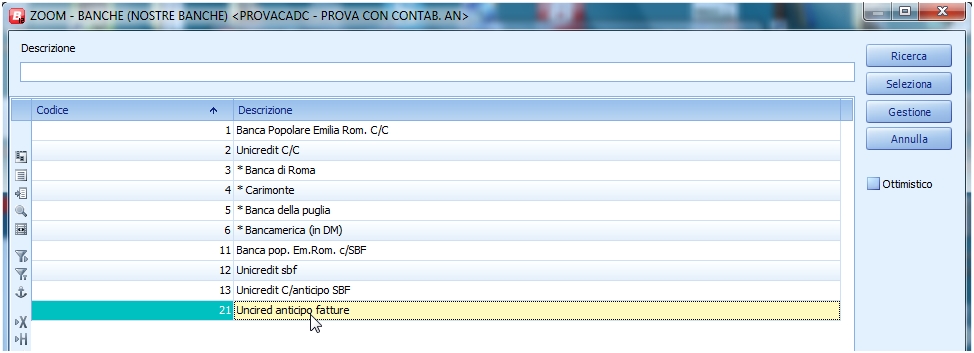 ZOOM - BANCHE (NOSTRE BANCHE) <PROVACADC - PROVA CON CONTAB. AN>
Descrizione
Ricerca
Seleziona
Gestione
Annulla
Ottimistico
Codice Descrizione
1 Banca Popolare Emilia Rom. C/C
2 Unicredit C/C
3 * Banca di Roma
4 * Carimonte
5 * Banca della puglia
6 * Bancamerica (in DM)
11 Banca pop. Em.Rom. c/SBF
12 Unicredit sbf
13 Unicredit C/anticipo SBF
21 Uncired anticipo fatture